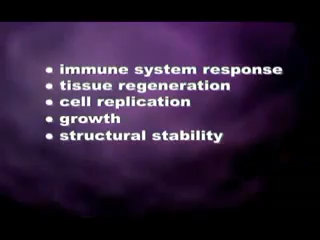 • immune system response
• tissue regeneration
• cell replication
• growth
• structural stability